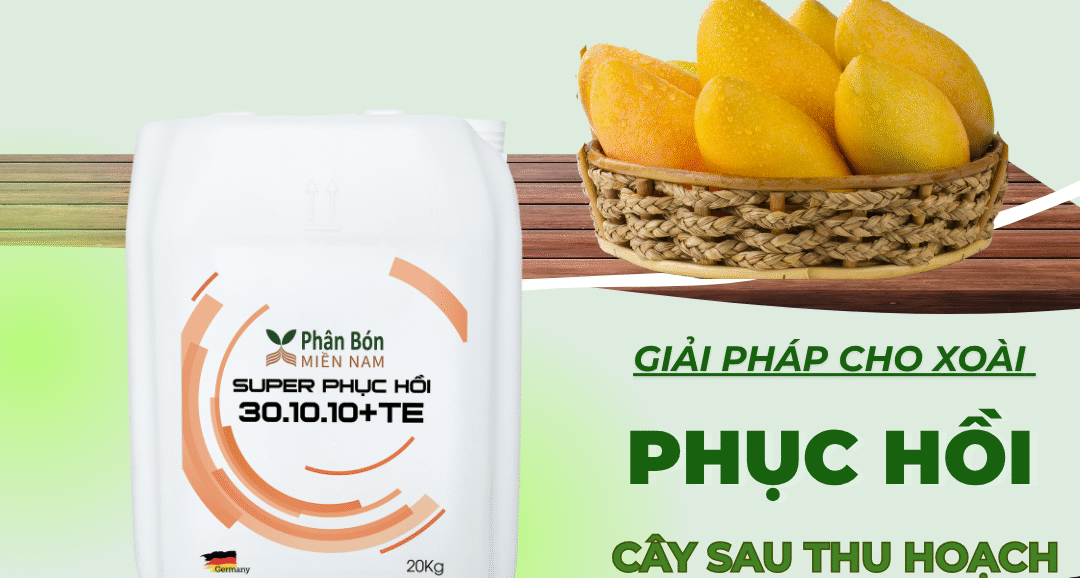 Phân Bón
MIỀN NAM
SUPER PHỤC HỒI
30.10.10+TE
Germany
20Kg
GIẢI PHÁP CHO XOÀI
PHỤC HỒI
CÂY SAU THU HOẠCH